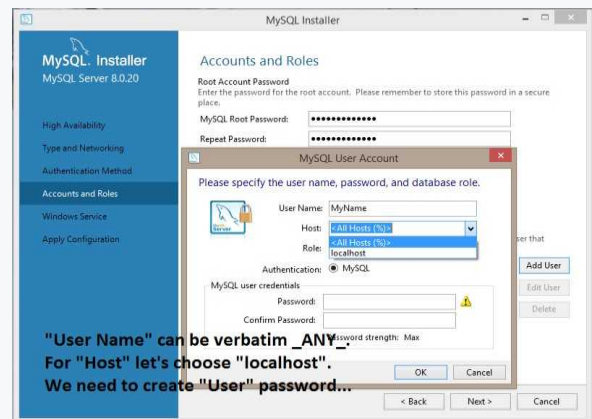 MySQL Installer
MySQL. Installer
MySQL Server 8.0.20
High Availability
Type and Networking
Authentication Method
Accounts and Roles
Windows Service
Apply Configuration
Accounts and Roles
Root Account Password
Enter the password for the root account. Please remember to store this password in a secure
place.
MySQL Root Password:
Repeat Password:
MySQL User Account
Please specify the user name, password, and database role.
Server
User Name: MyName
Host: <All Hosts (%)>
<All Hosts (%)>
localhost
Role:
Authentication: MySQL
MySQL user credentials
Password:
Confirm Password:
Password strength: Max
OK Cancel
ser that
Add User
Edit User
Delete
"User Name" can be verbatim _ANY_.
For "Host" let's choose "localhost".
We need to create "User" password...
< Back Next > Cancel